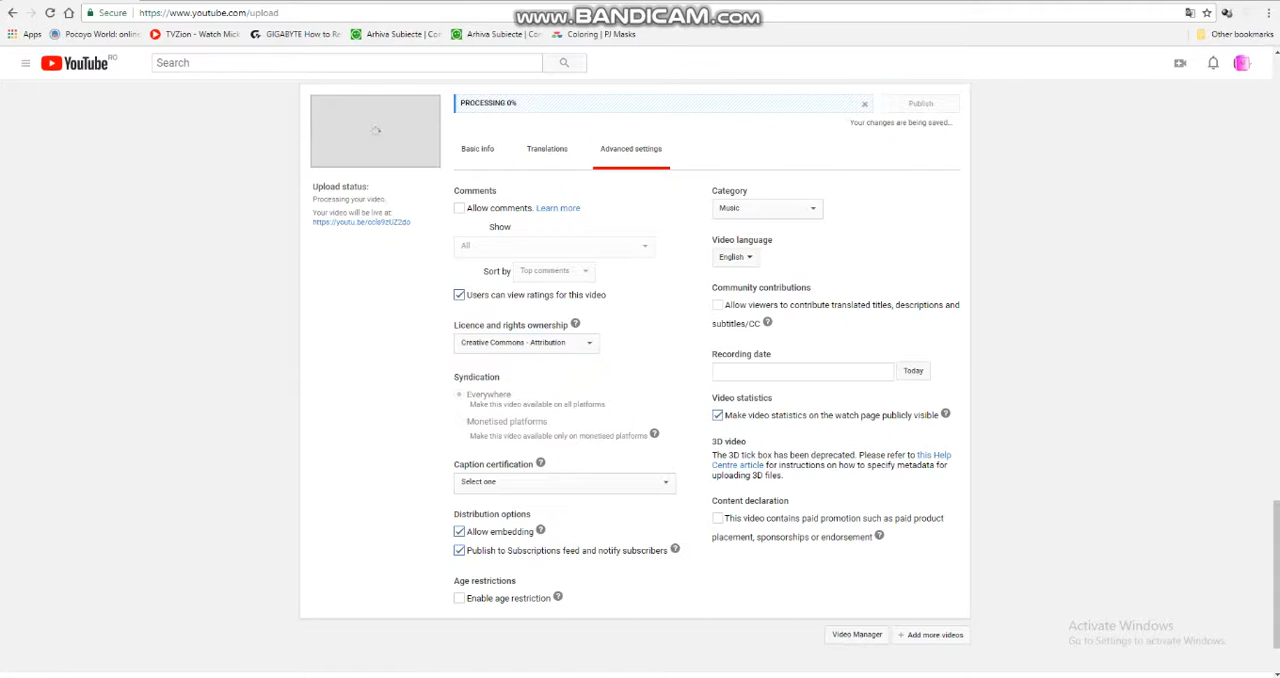 Secure https://www.youtube.com/upload
www.BANDICAM.com
Apps Pocoyo World: online TVZion - Watch Mick GIGABYTE How to Re Arhiva Subiecte | Con Arhiva Subiecte | Con Coloring | PJ Masks Other bookmarks
YouTube RO Search
PROCESSING 0% Publish
Your changes are being saved...
Basic info Translations Advanced settings
Upload status:
Processing your video.
Your video will be live at:
Comments
Allow comments. Learn more
Show
All
Sort by Top comments
Users can view ratings for this video
Licence and rights ownership
Creative Commons - Attribution
Syndication
Everywhere
Make this video available on all platforms
Monetised platforms
Make this video available only on monetised platforms
Caption certification
Select one
Distribution options
Allow embedding
Publish to Subscriptions feed and notify subscribers
Age restrictions
Enable age restriction
Category
Music
Video language
English
Community contributions
Allow viewers to contribute translated titles, descriptions and
subtitles/CC
Recording date
Today
Video statistics
Make video statistics on the watch page publicly visible
3D video
The 3D tick box has been deprecated. Please refer to this Help
Centre article for instructions on how to specify metadata for
uploading 3D files.
Content declaration
This video contains paid promotion such as paid product
placement, sponsorships or endorsement
Video Manager + Add more videos
Activate Windows
Go to Settings to activate Windows.